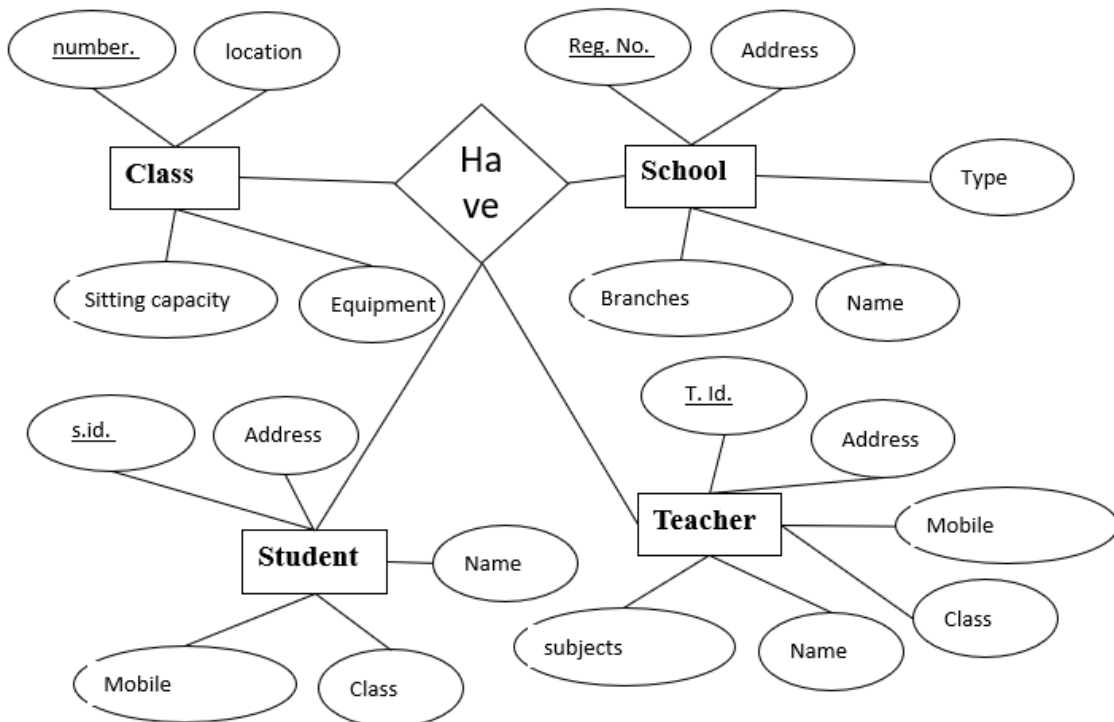 number.
location
Reg. No.
Address
Class
Ha
ve
School
Type
Sitting capacity
Equipment
Branches
Name
s.id.
Address
T. Id.
Address
Student
Name
Teacher
Mobile
Class
Mobile
Class
subjects
Name